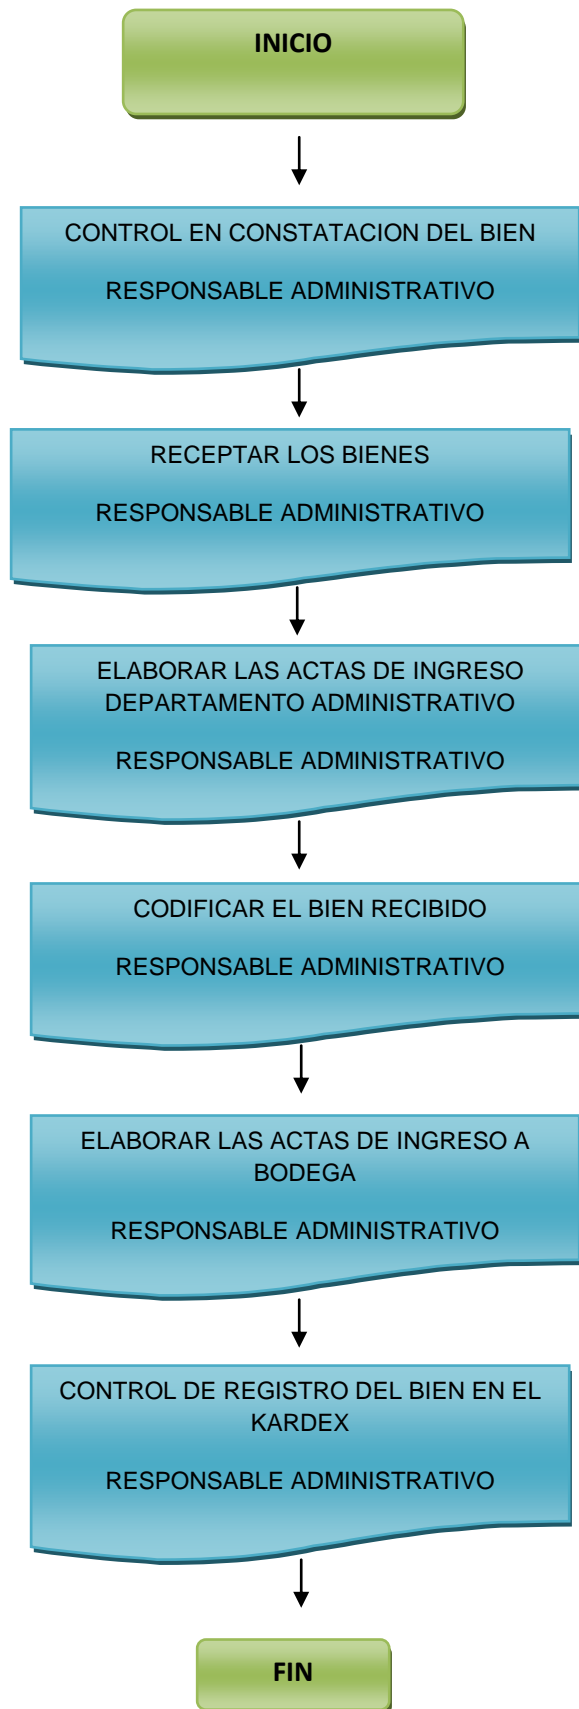 INICIO
CONTROL EN CONSTATACION DEL BIEN
RESPONSABLE ADMINISTRATIVO
RECEPTAR LOS BIENES
RESPONSABLE ADMINISTRATIVO
ELABORAR LAS ACTAS DE INGRESO
DEPARTAMENTO ADMINISTRATIVO
RESPONSABLE ADMINISTRATIVO
CODIFICAR EL BIEN RECIBIDO
RESPONSABLE ADMINISTRATIVO
ELABORAR LAS ACTAS DE INGRESO A
BODEGA
RESPONSABLE ADMINISTRATIVO
CONTROL DE REGISTRO DEL BIEN EN EL
KARDEX
RESPONSABLE ADMINISTRATIVO
FIN